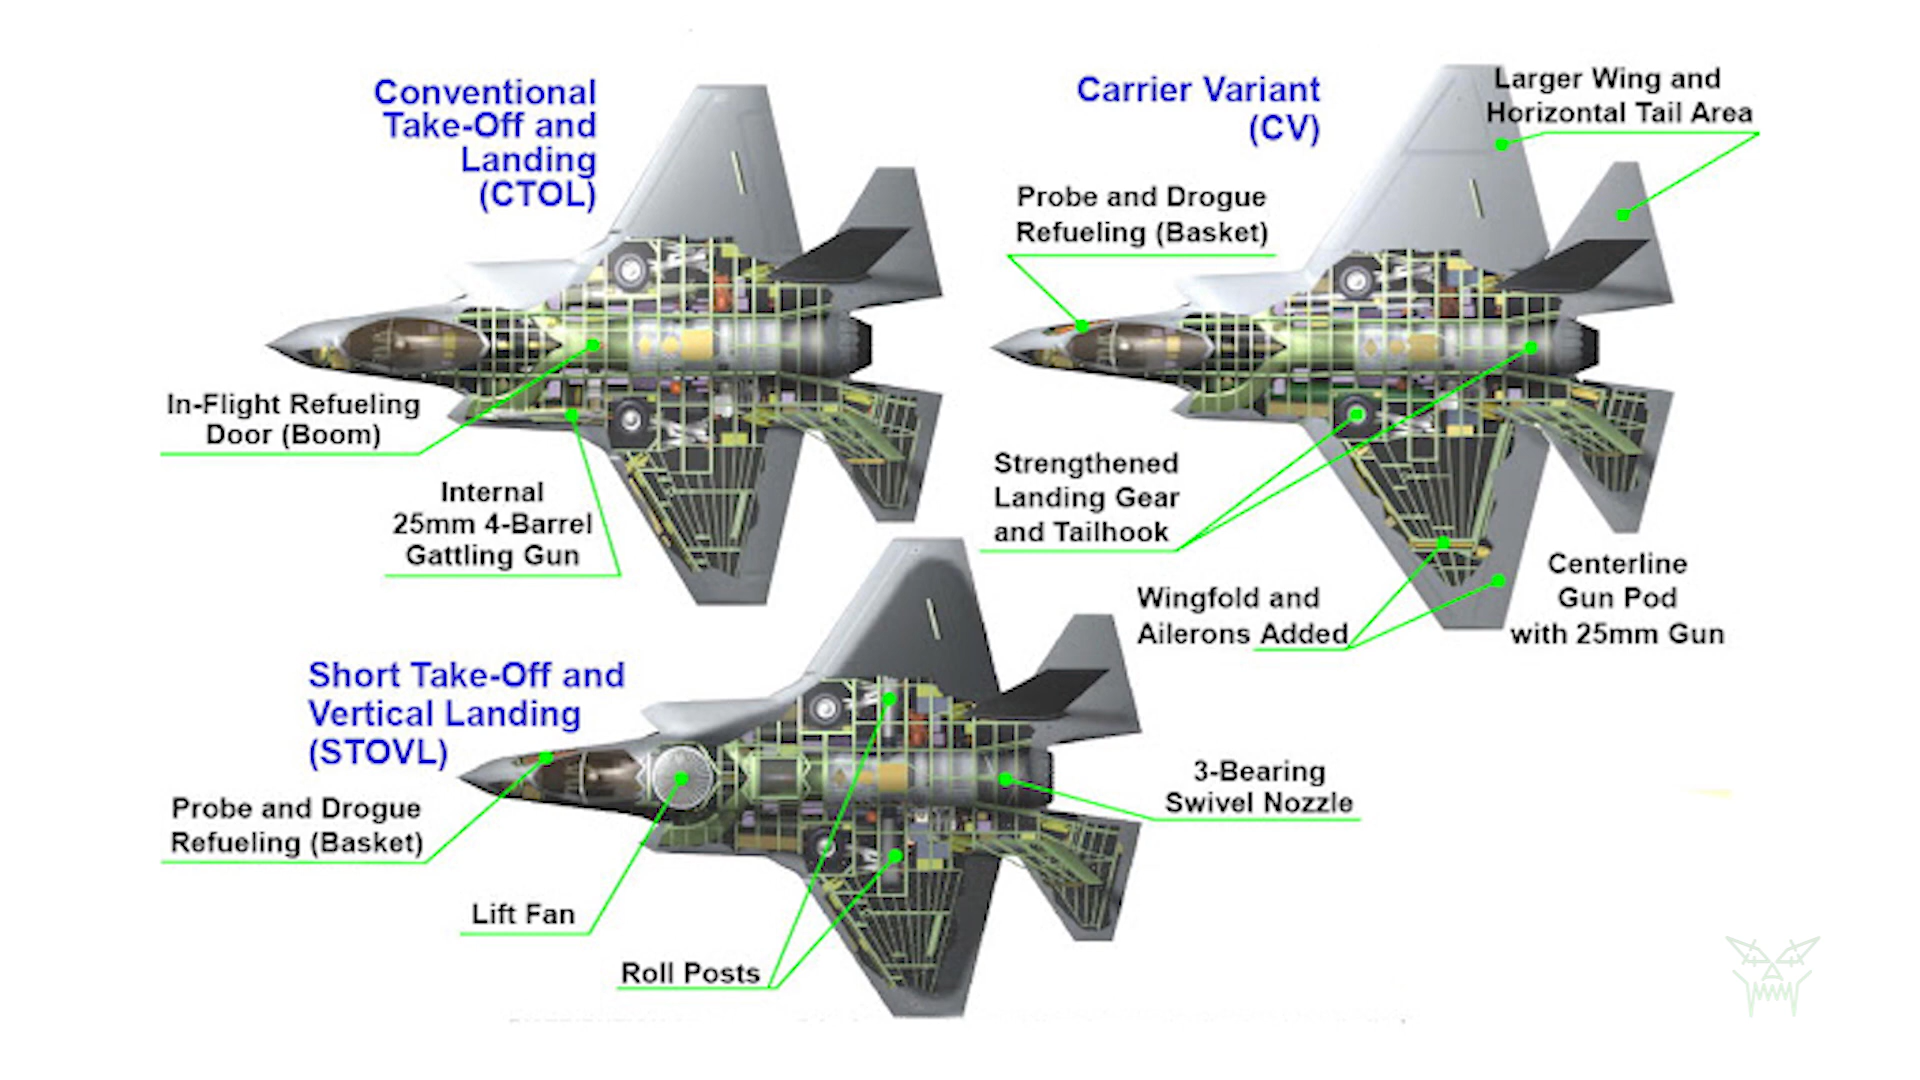 Conventional
Take-Off and
Landing
(CTOL)
In-Flight Refueling
Door (Boom)
Internal
25mm 4-Barrel
Gattling Gun
Carrier Variant
(CV)
Larger Wing and
Horizontal Tail Area
Probe and Drogue
Refueling (Basket)
Strengthened
Landing Gear
and Tailhook
Wingfold and
Ailerons Added
Centerline
Gun Pod
with 25mm Gun
Short Take-Off and
Vertical Landing
(STOVL)
Probe and Drogue
Refueling (Basket)
Lift Fan
Roll Posts
3-Bearing
Swivel Nozzle